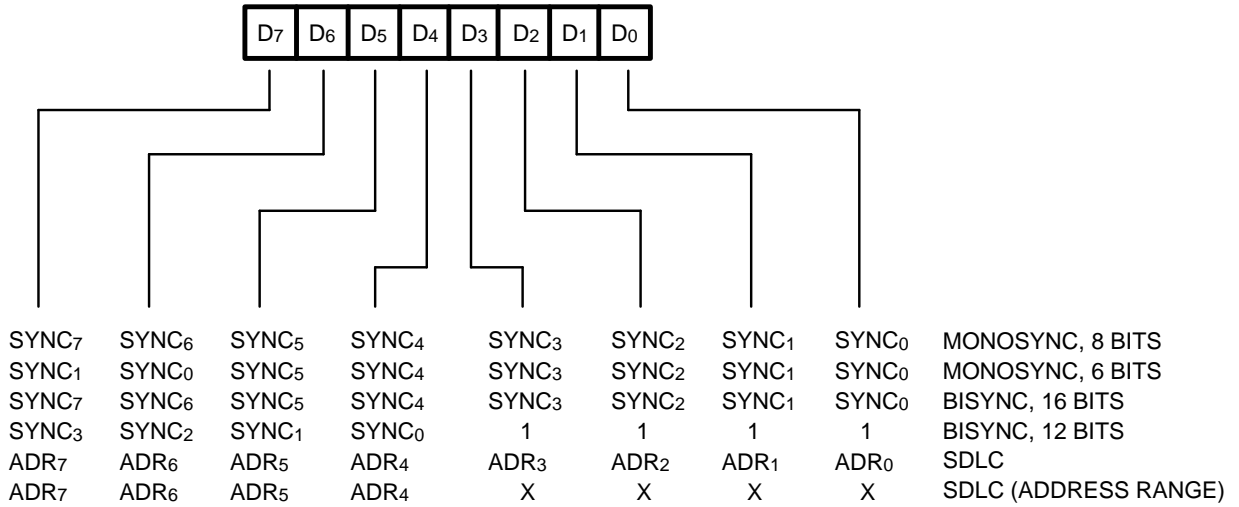 D7 D6 D5 D4 D3 D2 D1 D0
SYNC7 SYNC6 SYNC5 SYNC4 SYNC3 SYNC2 SYNC1 SYNC0 MONOSYNC, 8 BITS
SYNC1 SYNC0 SYNC5 SYNC4 SYNC3 SYNC2 SYNC1 SYNC0 MONOSYNC, 6 BITS
SYNC7 SYNC6 SYNC5 SYNC4 SYNC3 SYNC2 SYNC1 SYNC0 BISYNC, 16 BITS
SYNC3 SYNC2 SYNC1 SYNC0 1 1 1 1 BISYNC, 12 BITS
ADR7 ADR6 ADR5 ADR4 ADR3 ADR2 ADR1 ADR0 SDLC
ADR7 ADR6 ADR5 ADR4 X X X X SDLC (ADDRESS RANGE)